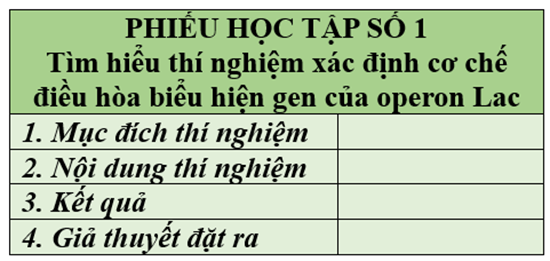 PHIẾU HỌC TẬP SỐ 1
Tìm hiểu thí nghiệm xác định cơ chế
điều hòa biểu hiện gen của operon Lac
1. Mục đích thí nghiệm
2. Nội dung thí nghiệm
3. Kết quả
4. Giả thuyết đặt ra